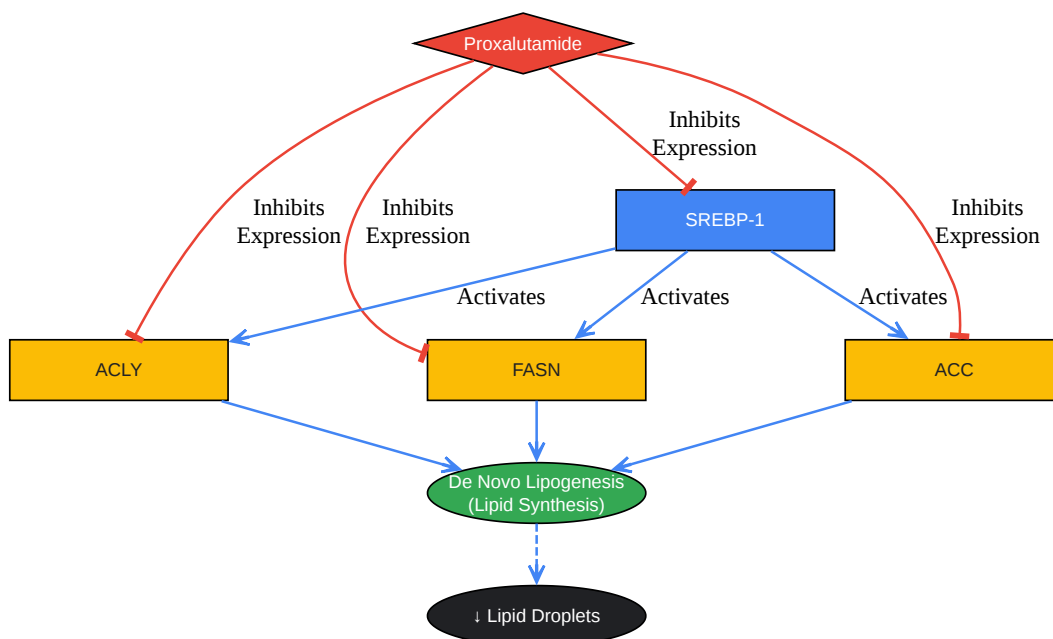 Proxalutamide
Inhibits
Expression
SREBP-1
Inhibits
Expression
Inhibits
Expression
Inhibits
Expression
Activates
Activates
Activates
ACLY
FASN
ACC
De Novo Lipogenesis
(Lipid Synthesis)
↓ Lipid Droplets